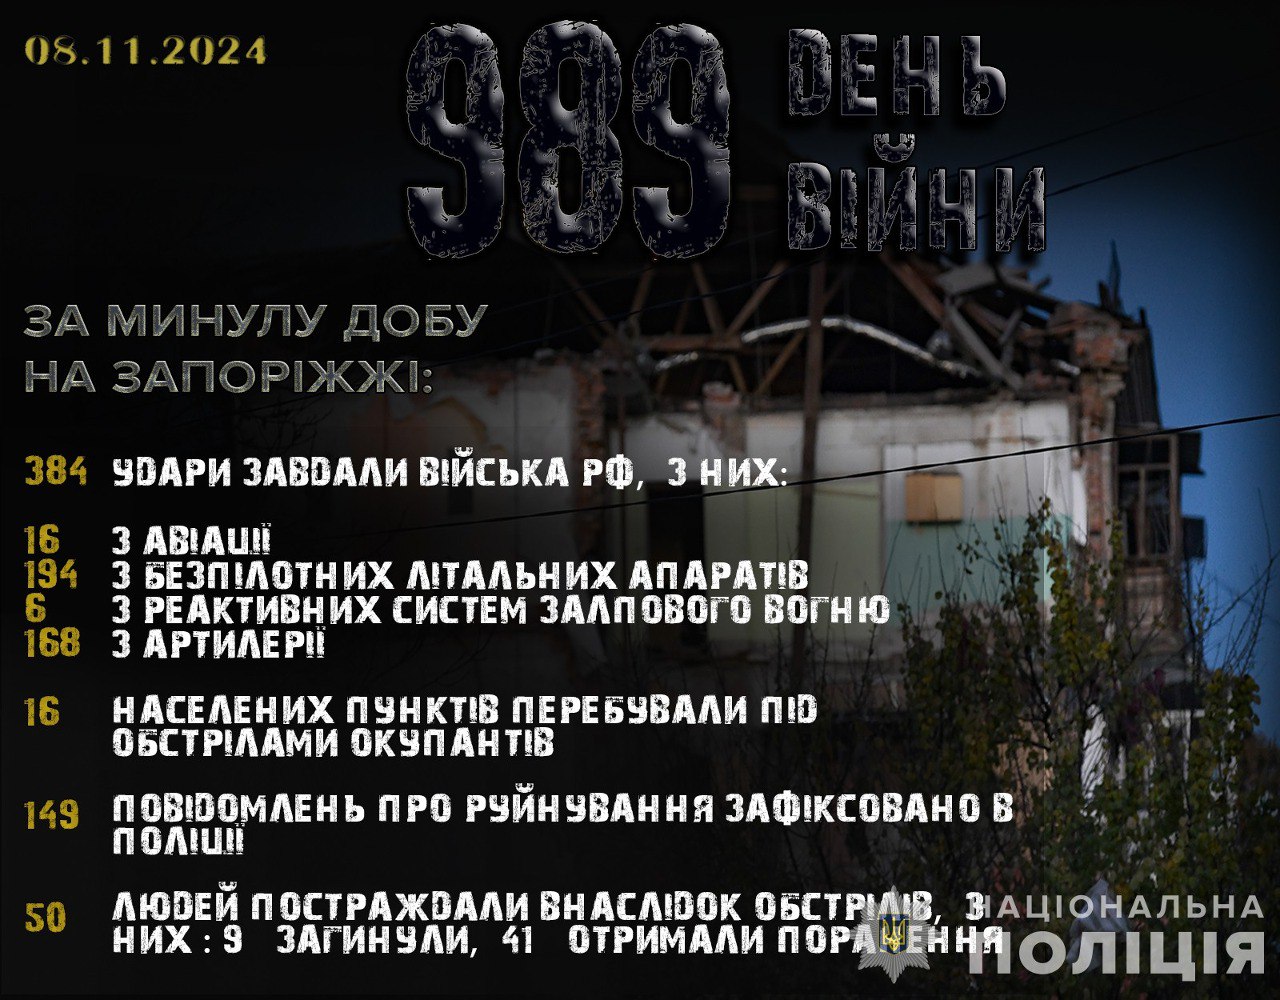 08.11.2024
989 ДЕНЬ
ВІЙНИ
ЗА МИНУЛУ ДОБУ
НА ЗАПОРІЖЖІ:
384 УДАРИ ЗАВДАЛИ ВІЙСЬКА РФ, З НИХ:
16 З АВІАЦІЇ
194 З БЕЗПІЛОТНИХ ЛІТАЛЬНИХ АПАРАТІВ
6 З РЕАКТИВНИХ СИСТЕМ ЗАЛПОВОГО ВОГНЮ
168 З АРТИЛЕРІЇ
16 НАСЕЛЕНИХ ПУНКТІВ ПЕРЕБУВАЛИ ПІД
ОБСТРІЛАМИ ОКУПАНТІВ
149 ПОВІДОМЛЕНЬ ПРО РУЙНУВАННЯ ЗАФІКСОВАНО В
ПОЛІЦІЇ
50 ЛЮДЕЙ ПОСТРАЖДАЛИ ВНАСЛІДОК ОБСТРІЛІВ, З
НИХ : 9 ЗАГИНУЛИ, 41 ОТРИМАЛИ ПОРАНЕННЯ
НАЦІОНАЛЬНА
ПОЛІЦІЯ